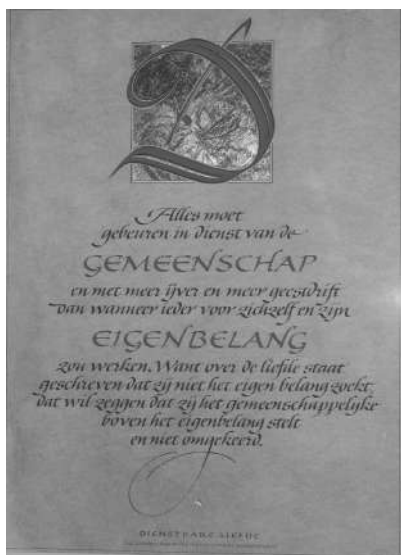 Alles moet
gebeuren in dienst van de
GEMEENSCHAP
en met meer ijver en meer geestdrift
dan wanneer ieder voor zichzelf en zijn
EIGENBELANG
zou werken. Want over de liefde staat
geschreven dat zij niet het eigen belang zoekt;
dat wil zeggen dat zij het gemeenschappelijke
boven het eigenbelang stelt
en niet omgekeerd.
DIENSTBARE LIEFDE